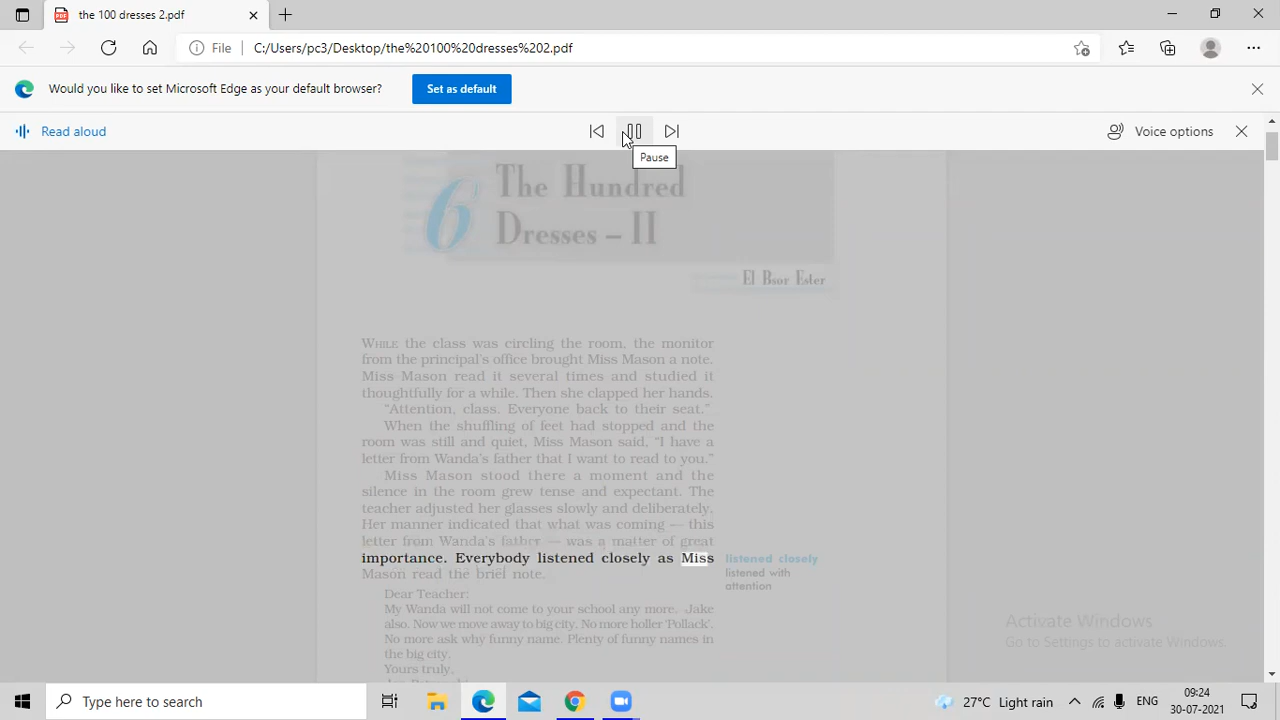 the 100 dresses 2.pdf
File C:/Users/pc3/Desktop/the%20100%20dresses%202.pdf
Would you like to set Microsoft Edge as your default browser? Set as default
Read aloud
Voice options
Pause
6
The Hundred
Dresses – II
El Bsor Ester
WHILE the class was circling the room, the monitor
from the principal's office brought Miss Mason a note.
Miss Mason read it several times and studied it
thoughtfully for a while. Then she clapped her hands.
“Attention, class. Everyone back to their seat.”
When the shuffling of feet had stopped and the
room was still and quiet, Miss Mason said, “I have a
letter from Wanda's father that I want to read to you.”
Miss Mason stood there a moment and the
silence in the room grew tense and expectant. The
teacher adjusted her glasses slowly and deliberately.
Her manner indicated that what was coming — this
letter from Wanda's father — was a matter of great
importance. Everybody listened closely as Miss
Mason read the brief note.
listened closely
listened with
attention
Dear Teacher:
My Wanda will not come to your school any more. Jake
also. Now we move away to big city. No more holler ‘Pollack’.
No more ask why funny name. Plenty of funny names in
the big city.
Yours truly,
Activate Windows
Go to Settings to activate Windows.
Type here to search
27°C Light rain
ENG
09:24
30-07-2021